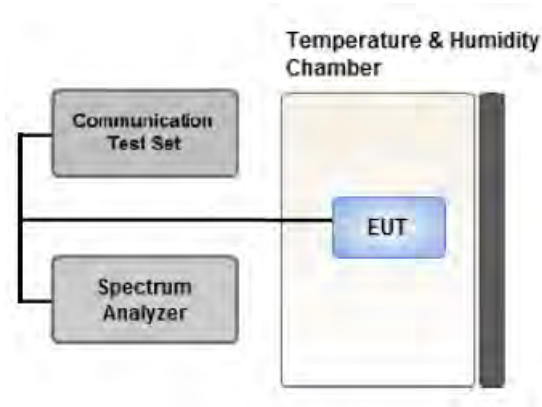 Temperature & Humidity
Chamber
Communication
Test Set
EUT
Spectrum
Analyzer